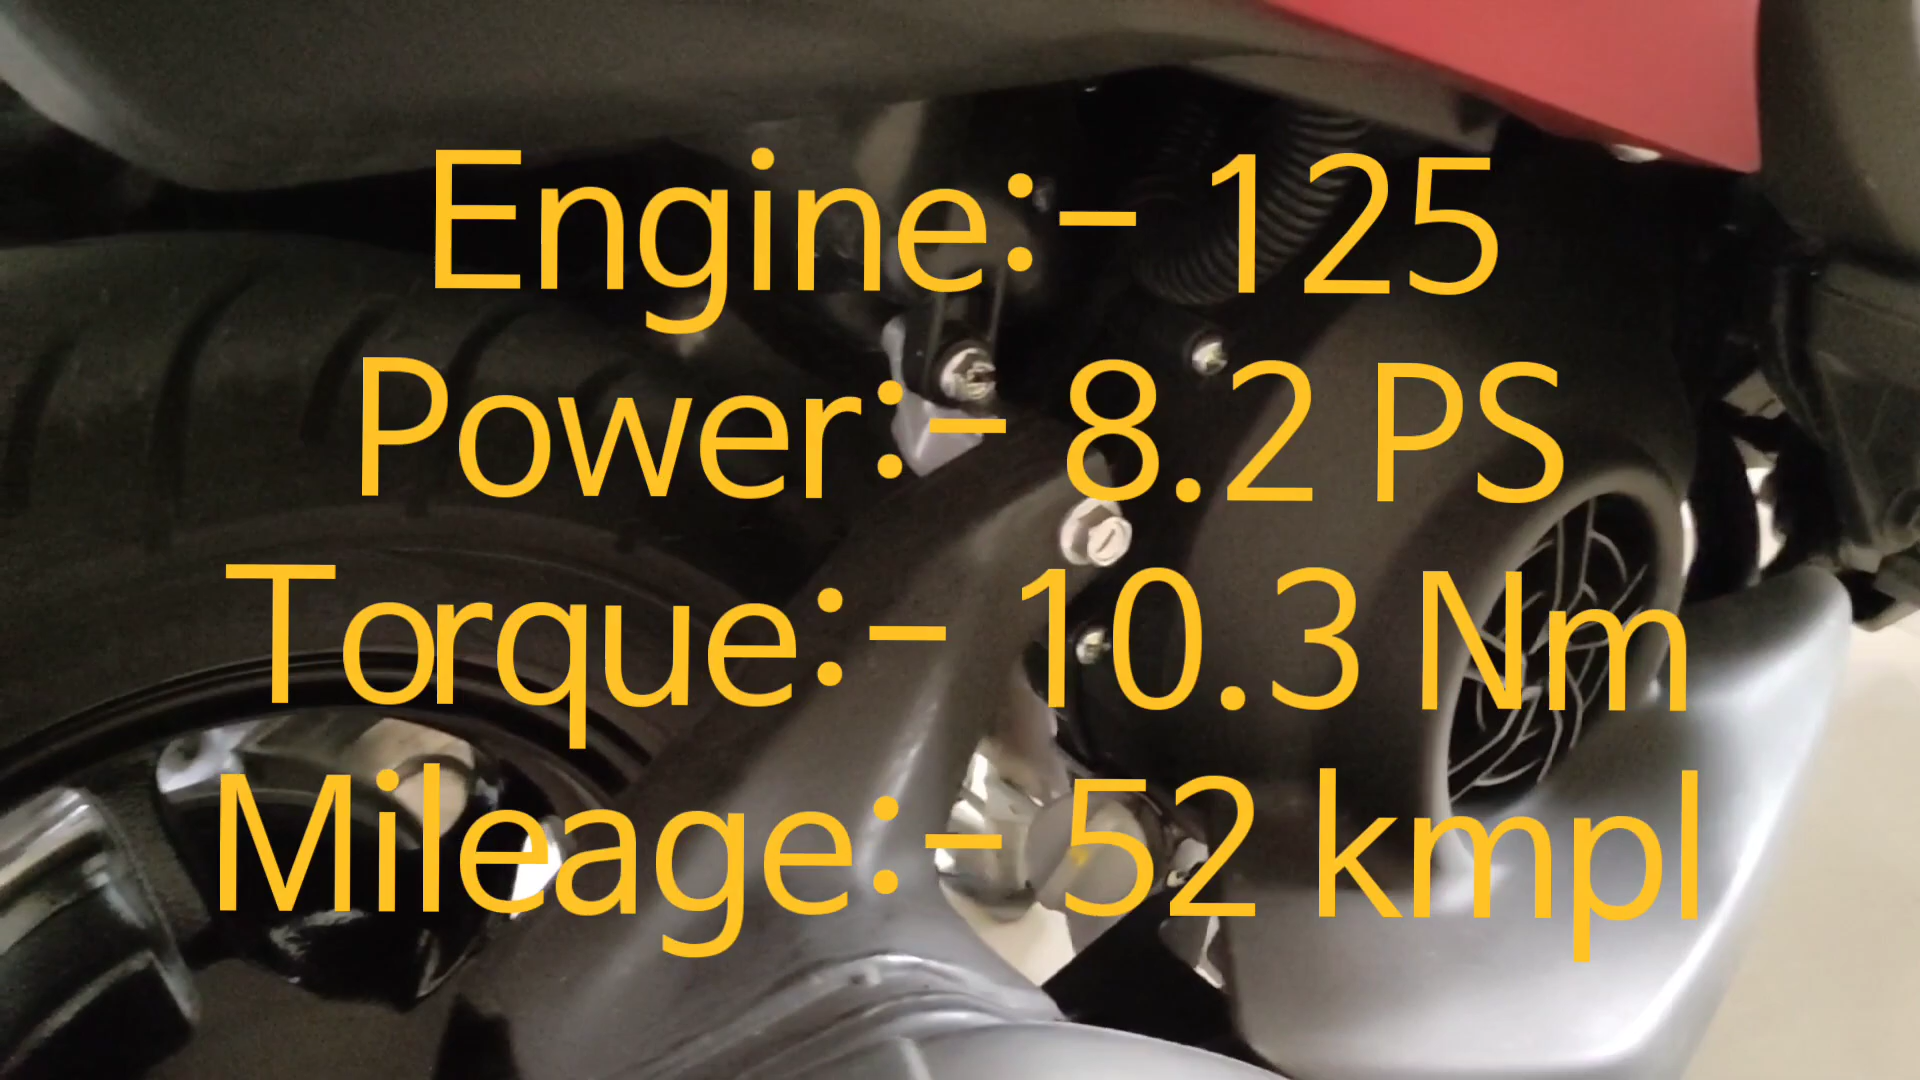 Engine:- 125
Power:- 8.2 PS
Torque:- 10.3 Nm
Mileage:- 52 kmpl